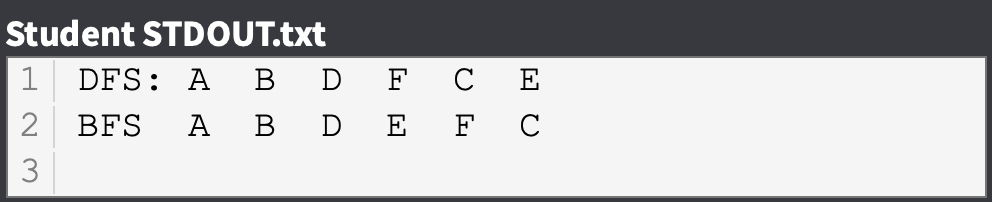 Student STDOUT.txt
1 DFS: A B D F C E
2 BFS A B D E F C
3